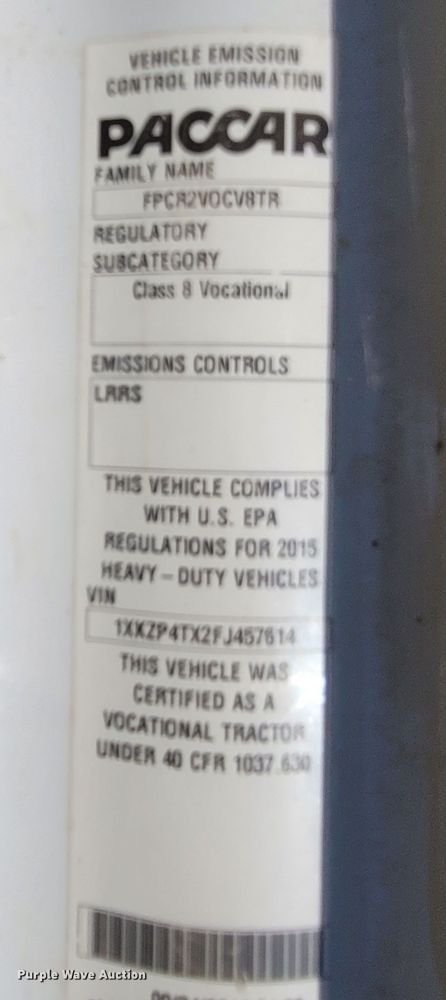 VEHICLE EMISSION
CONTROL INFORMATION
PACCAR
FAMILY NAME
FPCR2VOCV8TR
REGULATORY
SUBCATEGORY
Class 8 Vocational
EMISSIONS CONTROLS
LRRS
THIS VEHICLE COMPLIES
WITH U.S. EPA
REGULATIONS FOR 2015
HEAVY-DUTY VEHICLES
VIN
1XKZP4TX2FJ457614
THIS VEHICLE WAS
CERTIFIED AS A
VOCATIONAL TRACTOR
UNDER 40 CFR 1037.630
Purple Wave Auction